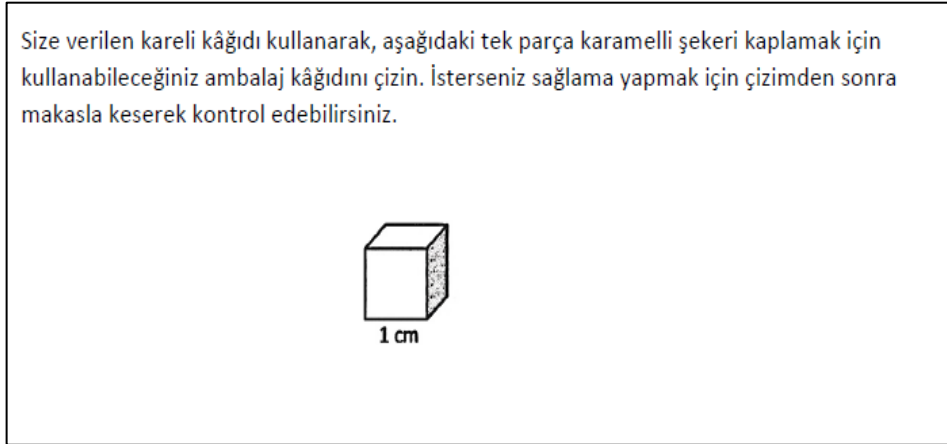 Size verilen kareli kâğıdı kullanarak, aşağıdaki tek parça karamelli şekeri kaplamak için
kullanabileceğiniz ambalaj kâğıdını çizin. İsterseniz sağlama yapmak için çizimden sonra
makasla keserek kontrol edebilirsiniz.
1 cm